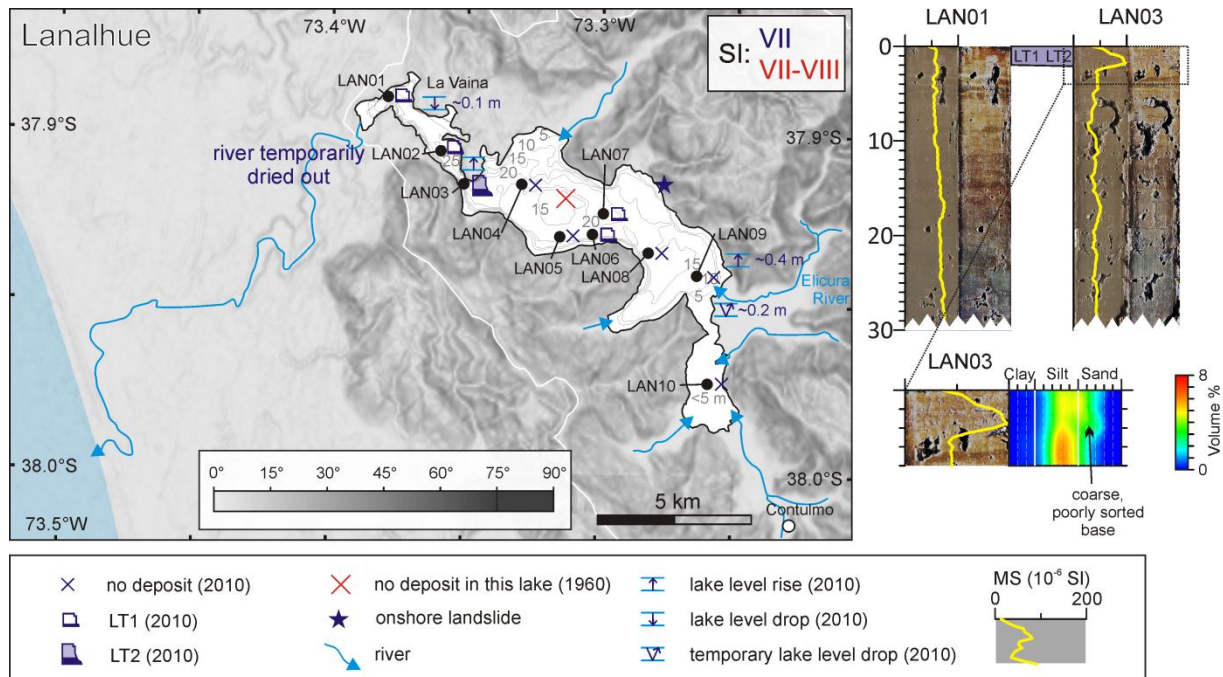 Lanalhue
73.4°W
73.3°W
SI: VII
VII-VIII
37.9°S
37.9°S
LAN01
La Vaina
~0.1 m
river temporarily
dried out
LAN02
25
LAN03
5
10
15
20
LAN04
15
LAN07
20
LAN05
LAN06
LAN08
LAN09
15
10
5
~0.4 m
Elicura
River
~0.2 m
LAN10
<5 m
38.0°S
38.0°S
73.5°W
0° 15° 30° 45° 60° 75° 90°
5 km
Contulmo
LAN01
LAN03
0
10
20
30
LT1 LT2
LAN03
Clay Silt Sand
8
0
Volume %
coarse,
poorly sorted
base
no deposit (2010)
LT1 (2010)
LT2 (2010)
no deposit in this lake (1960)
onshore landslide
river
lake level rise (2010)
lake level drop (2010)
temporary lake level drop (2010)
MS (10⁻⁶ SI)
0 200